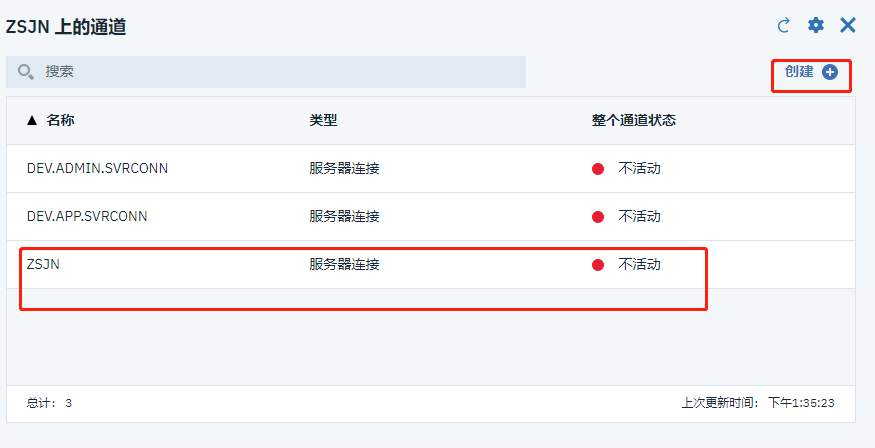 ZSJN 上的通道
搜索
创建
▲ 名称 类型 整个通道状态
DEV.ADMIN.SVRCONN 服务器连接 不活动
DEV.APP.SVRCONN 服务器连接 不活动
ZSJN 服务器连接 不活动
总计: 3 上次更新时间: 下午1:35:23